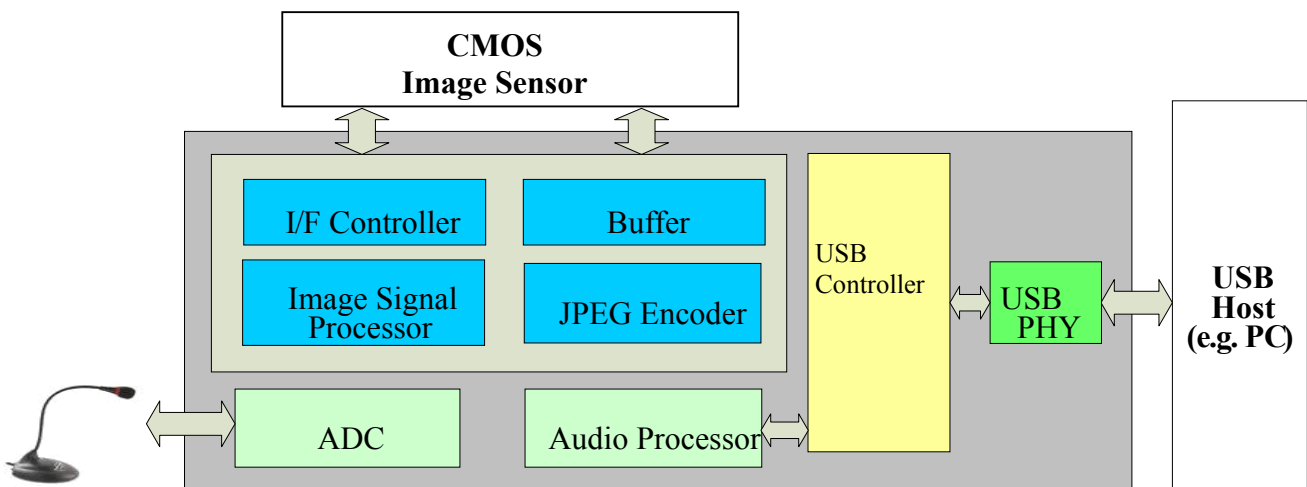 CMOS
Image Sensor
I/F Controller
Buffer
Image Signal
Processor
JPEG Encoder
USB
Controller
USB
PHY
USB
Host
(e.g. PC)
ADC
Audio Processor